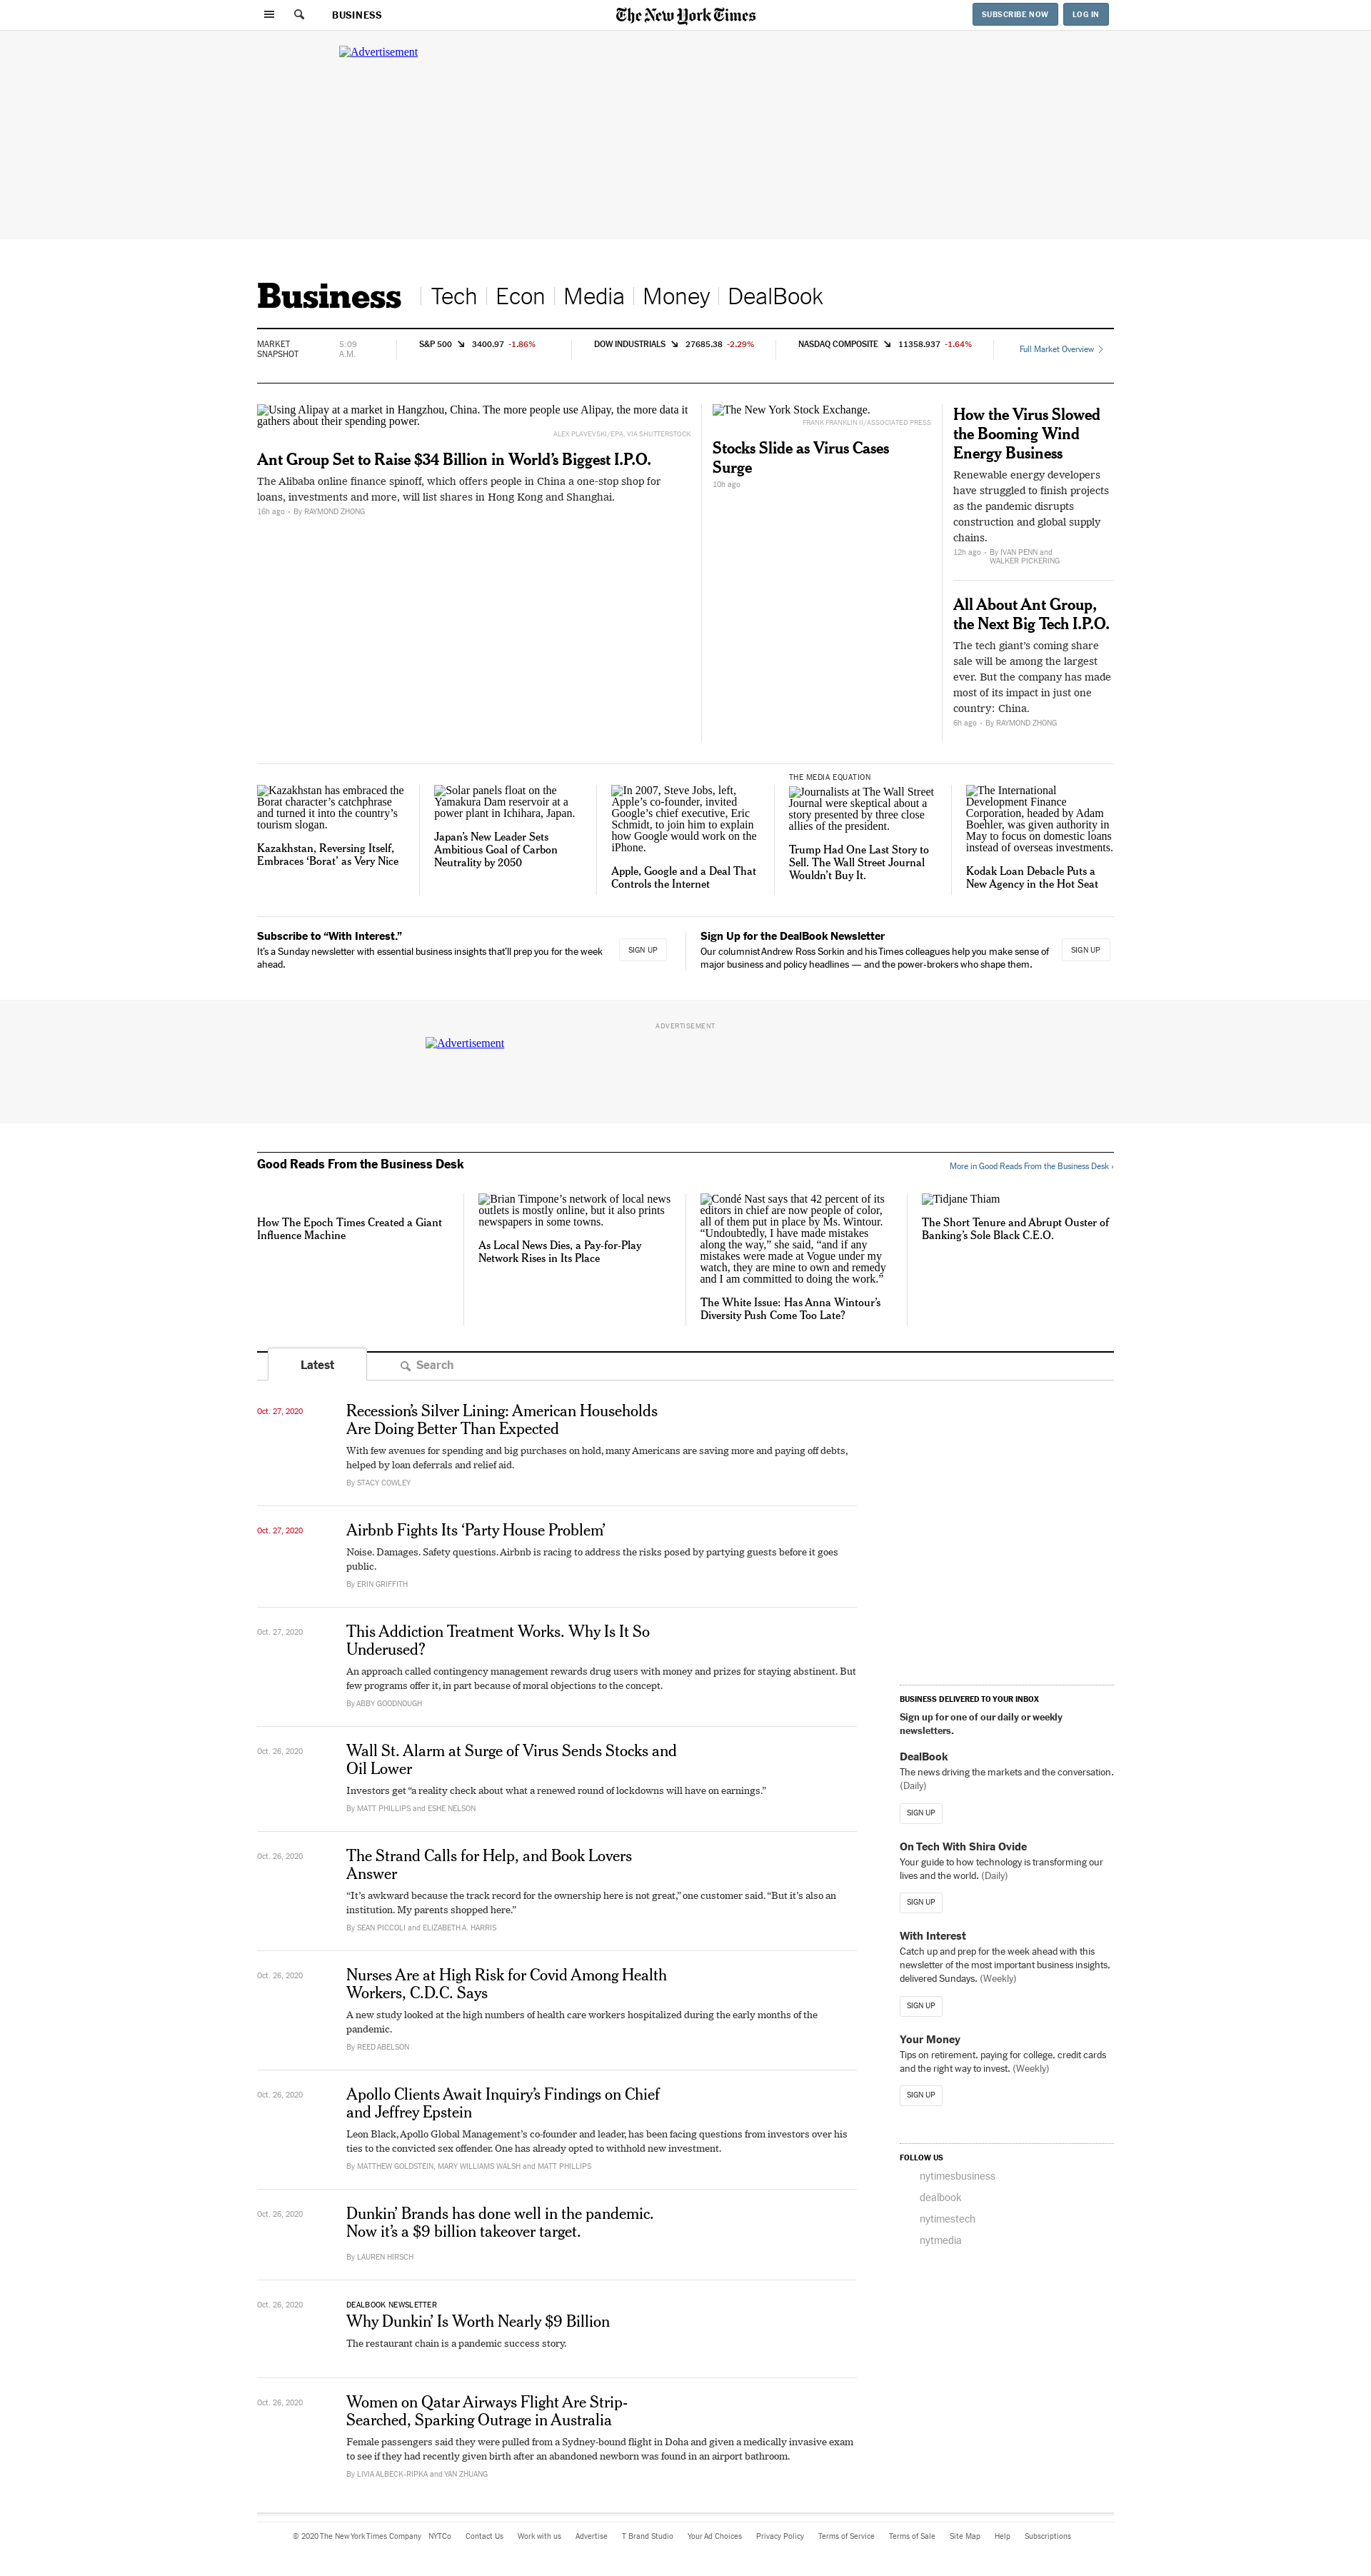 BUSINESS
The New York Times
SUBSCRIBE NOW
LOG IN
Advertisement
Business
Tech
Econ
Media
Money
DealBook
MARKET
SNAPSHOT
5:09
A.M.
S&P 500 3400.97 -1.86%
DOW INDUSTRIALS 27685.38 -2.29%
NASDAQ COMPOSITE 11358.937 -1.64%
Full Market Overview
Using Alipay at a market in Hangzhou, China. The more people use Alipay, the more data it
gathers about their spending power.
ALEX PLAVEVSKI/EPA, VIA SHUTTERSTOCK
Ant Group Set to Raise $34 Billion in World’s Biggest I.P.O.
The Alibaba online finance spinoff, which offers people in China a one-stop shop for
loans, investments and more, will list shares in Hong Kong and Shanghai.
16h ago • By RAYMOND ZHONG
The New York Stock Exchange.
FRANK FRANKLIN II/ASSOCIATED PRESS
Stocks Slide as Virus Cases
Surge
10h ago
How the Virus Slowed
the Booming Wind
Energy Business
Renewable energy developers
have struggled to finish projects
as the pandemic disrupts
construction and global supply
chains.
12h ago • By IVAN PENN and
WALKER PICKERING
All About Ant Group,
the Next Big Tech I.P.O.
The tech giant’s coming share
sale will be among the largest
ever. But the company has made
most of its impact in just one
country: China.
6h ago • By RAYMOND ZHONG
Kazakhstan has embraced the
Borat character’s catchphrase
and turned it into the country’s
tourism slogan.
Kazakhstan, Reversing Itself,
Embraces ‘Borat’ as Very Nice
Solar panels float on the
Yamakura Dam reservoir at a
power plant in Ichihara, Japan.
Japan’s New Leader Sets
Ambitious Goal of Carbon
Neutrality by 2050
In 2007, Steve Jobs, left,
Apple’s co-founder, invited
Google’s chief executive, Eric
Schmidt, to join him to explain
how Google would work on the
iPhone.
Apple, Google and a Deal That
Controls the Internet
THE MEDIA EQUATION
Journalists at The Wall Street
Journal were skeptical about a
story presented by three close
allies of the president.
Trump Had One Last Story to
Sell. The Wall Street Journal
Wouldn’t Buy It.
The International
Development Finance
Corporation, headed by Adam
Boehler, was given authority in
May to focus on domestic loans
instead of overseas investments.
Kodak Loan Debacle Puts a
New Agency in the Hot Seat
Subscribe to “With Interest.”
It’s a Sunday newsletter with essential business insights that’ll prep you for the week
ahead.
SIGN UP
Sign Up for the DealBook Newsletter
Our columnist Andrew Ross Sorkin and his Times colleagues help you make sense of
major business and policy headlines — and the power-brokers who shape them.
SIGN UP
ADVERTISEMENT
Advertisement
Good Reads From the Business Desk
More in Good Reads From the Business Desk ›
How The Epoch Times Created a Giant
Influence Machine
Brian Timpone’s network of local news
outlets is mostly online, but it also prints
newspapers in some towns.
As Local News Dies, a Pay-for-Play
Network Rises in Its Place
Condé Nast says that 42 percent of its
editors in chief are now people of color,
all of them put in place by Ms. Wintour.
“Undoubtedly, I have made mistakes
along the way,” she said, “and if any
mistakes were made at Vogue under my
watch, they are mine to own and remedy
and I am committed to doing the work.”
The White Issue: Has Anna Wintour’s
Diversity Push Come Too Late?
Tidjane Thiam
The Short Tenure and Abrupt Ouster of
Banking’s Sole Black C.E.O.
Latest
Search
Oct. 27, 2020
Recession’s Silver Lining: American Households
Are Doing Better Than Expected
With few avenues for spending and big purchases on hold, many Americans are saving more and paying off debts,
helped by loan deferrals and relief aid.
By STACY COWLEY
Oct. 27, 2020
Airbnb Fights Its ‘Party House Problem’
Noise. Damages. Safety questions. Airbnb is racing to address the risks posed by partying guests before it goes
public.
By ERIN GRIFFITH
Oct. 27, 2020
This Addiction Treatment Works. Why Is It So
Underused?
An approach called contingency management rewards drug users with money and prizes for staying abstinent. But
few programs offer it, in part because of moral objections to the concept.
By ABBY GOODNOUGH
Oct. 26, 2020
Wall St. Alarm at Surge of Virus Sends Stocks and
Oil Lower
Investors get “a reality check about what a renewed round of lockdowns will have on earnings.”
By MATT PHILLIPS and ESHE NELSON
Oct. 26, 2020
The Strand Calls for Help, and Book Lovers
Answer
“It’s awkward because the track record for the ownership here is not great,” one customer said. “But it’s also an
institution. My parents shopped here.”
By SEAN PICCOLI and ELIZABETH A. HARRIS
Oct. 26, 2020
Nurses Are at High Risk for Covid Among Health
Workers, C.D.C. Says
A new study looked at the high numbers of health care workers hospitalized during the early months of the
pandemic.
By REED ABELSON
Oct. 26, 2020
Apollo Clients Await Inquiry’s Findings on Chief
and Jeffrey Epstein
Leon Black, Apollo Global Management’s co-founder and leader, has been facing questions from investors over his
ties to the convicted sex offender. One has already opted to withhold new investment.
By MATTHEW GOLDSTEIN, MARY WILLIAMS WALSH and MATT PHILLIPS
Oct. 26, 2020
Dunkin’ Brands has done well in the pandemic.
Now it’s a $9 billion takeover target.
By LAUREN HIRSCH
Oct. 26, 2020
DEALBOOK NEWSLETTER
Why Dunkin’ Is Worth Nearly $9 Billion
The restaurant chain is a pandemic success story.
Oct. 26, 2020
Women on Qatar Airways Flight Are Strip-
Searched, Sparking Outrage in Australia
Female passengers said they were pulled from a Sydney-bound flight in Doha and given a medically invasive exam
to see if they had recently given birth after an abandoned newborn was found in an airport bathroom.
By LIVIA ALBECK-RIPKA and YAN ZHUANG
BUSINESS DELIVERED TO YOUR INBOX
Sign up for one of our daily or weekly
newsletters.
DealBook
The news driving the markets and the conversation.
(Daily)
SIGN UP
On Tech With Shira Ovide
Your guide to how technology is transforming our
lives and the world. (Daily)
SIGN UP
With Interest
Catch up and prep for the week ahead with this
newsletter of the most important business insights,
delivered Sundays. (Weekly)
SIGN UP
Your Money
Tips on retirement, paying for college, credit cards
and the right way to invest. (Weekly)
SIGN UP
FOLLOW US
nytimesbusiness
dealbook
nytimestech
nytmedia
© 2020 The New York Times Company NYTCo Contact Us Work with us Advertise T Brand Studio Your Ad Choices Privacy Policy Terms of Service Terms of Sale Site Map Help Subscriptions